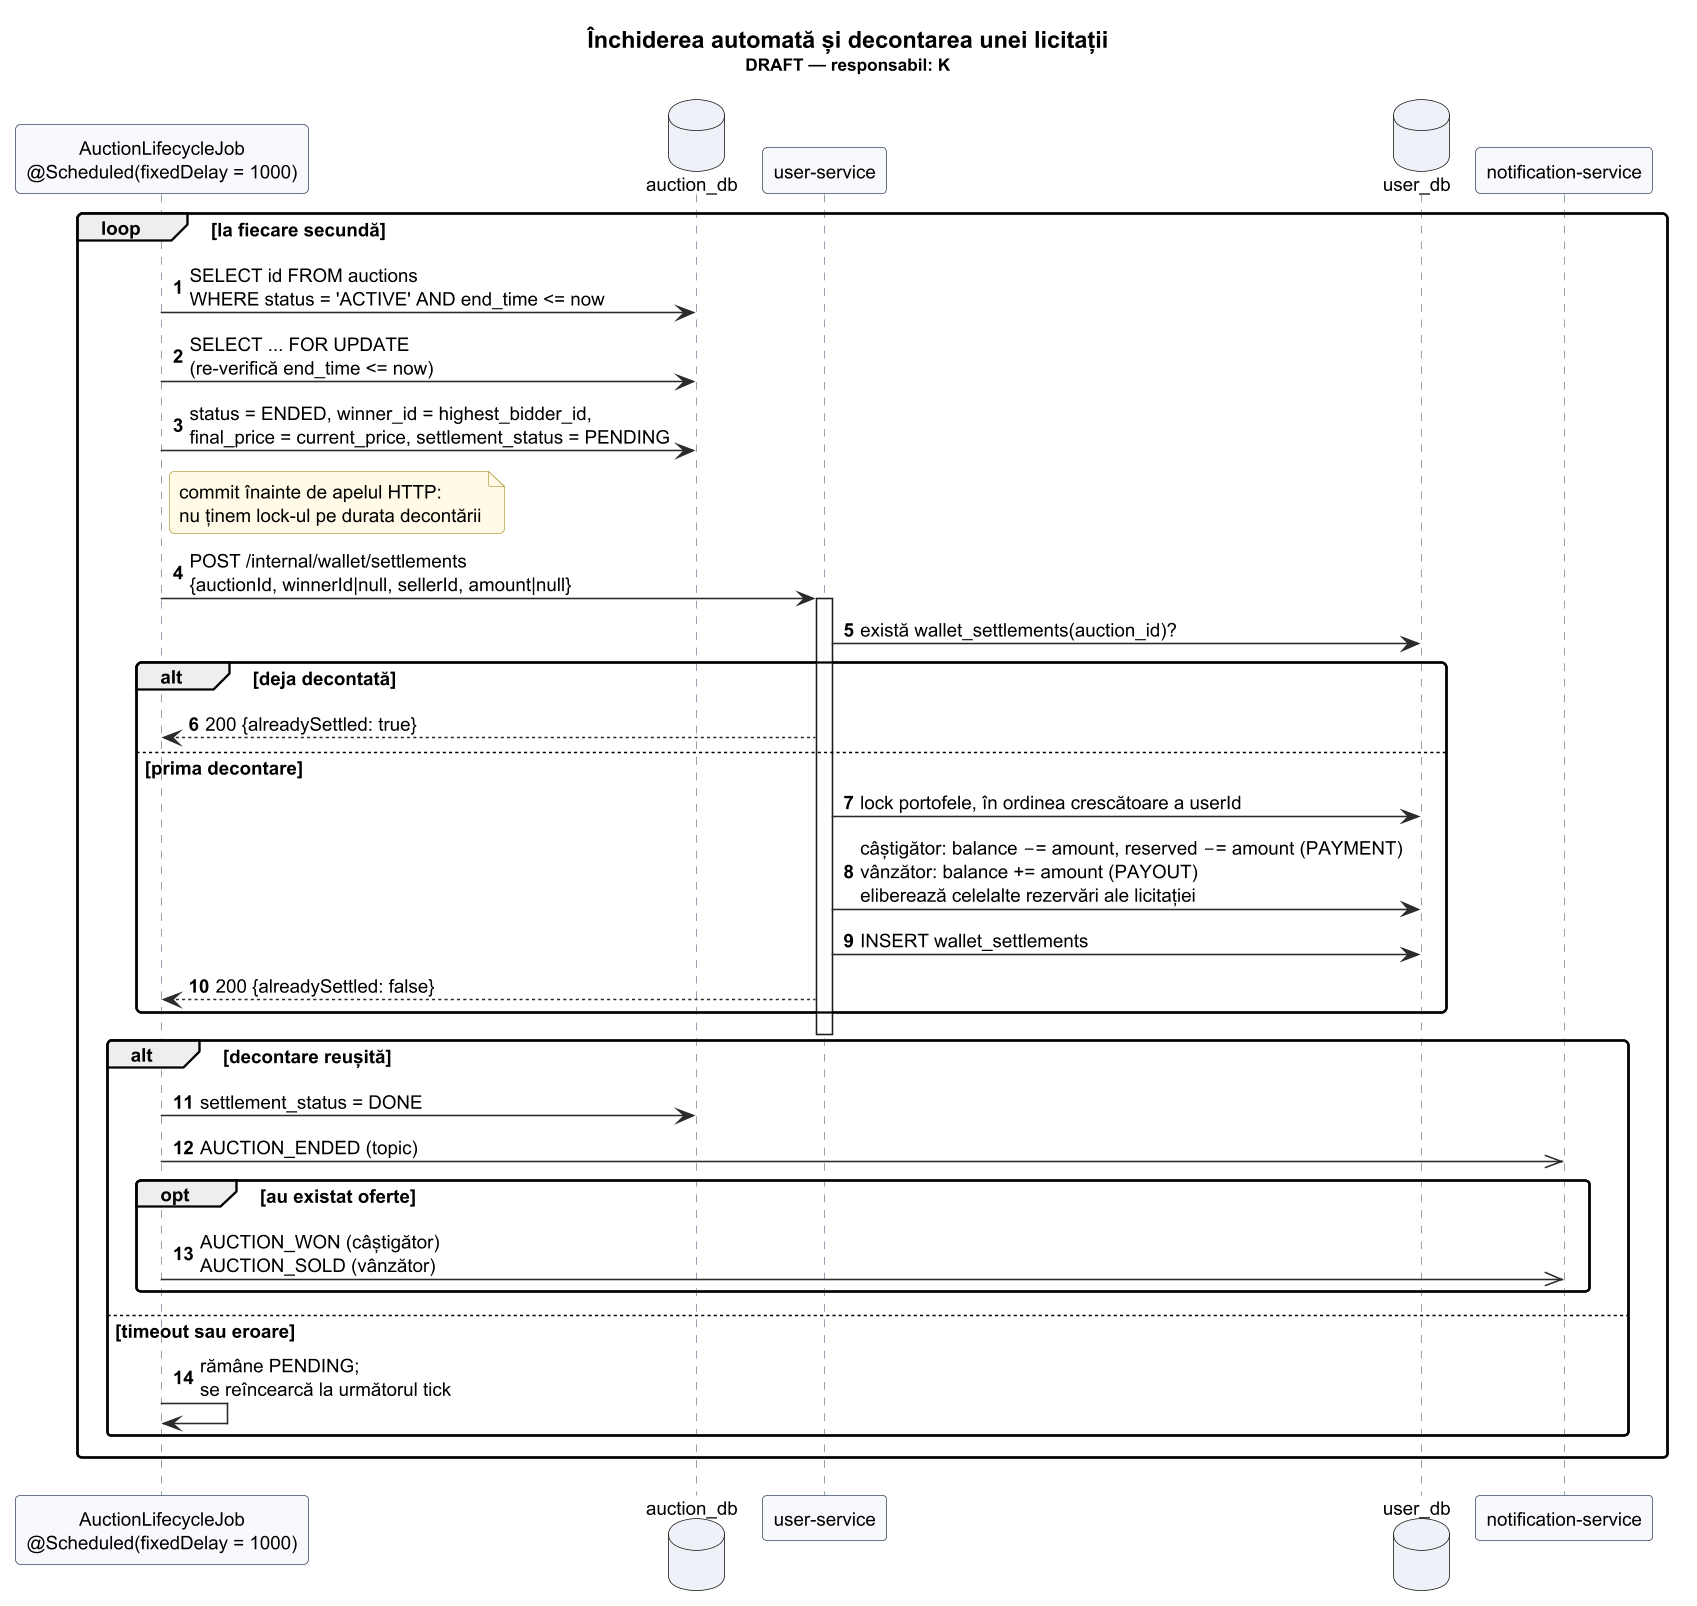 Închiderea automată și decontarea unei licitații
DRAFT — responsabil: K
AuctionLifecycleJob
@Scheduled(fixedDelay = 1000)
auction_db
user-service
user_db
notification-service
loop [la fiecare secundă]
1 SELECT id FROM auctions
WHERE status = 'ACTIVE' AND end_time <= now
2 SELECT ... FOR UPDATE
(re-verifică end_time <= now)
3 status = ENDED, winner_id = highest_bidder_id,
final_price = current_price, settlement_status = PENDING
commit înainte de apelul HTTP:
nu ținem lock-ul pe durata decontării
4 POST /internal/wallet/settlements
{auctionId, winnerId|null, sellerId, amount|null}
5 există wallet_settlements(auction_id)?
alt [deja decontată]
6 200 {alreadySettled: true}
[prima decontare]
7 lock portofele, în ordinea crescătoare a userId
câștigător: balance −= amount, reserved −= amount (PAYMENT)
8 vânzător: balance += amount (PAYOUT)
eliberează celelalte rezervări ale licitației
9 INSERT wallet_settlements
10 200 {alreadySettled: false}
alt [decontare reușită]
11 settlement_status = DONE
12 AUCTION_ENDED (topic)
opt [au existat oferte]
13 AUCTION_WON (câștigător)
AUCTION_SOLD (vânzător)
[timeout sau eroare]
14 rămâne PENDING;
se reîncearcă la următorul tick
AuctionLifecycleJob
@Scheduled(fixedDelay = 1000)
auction_db
user-service
user_db
notification-service